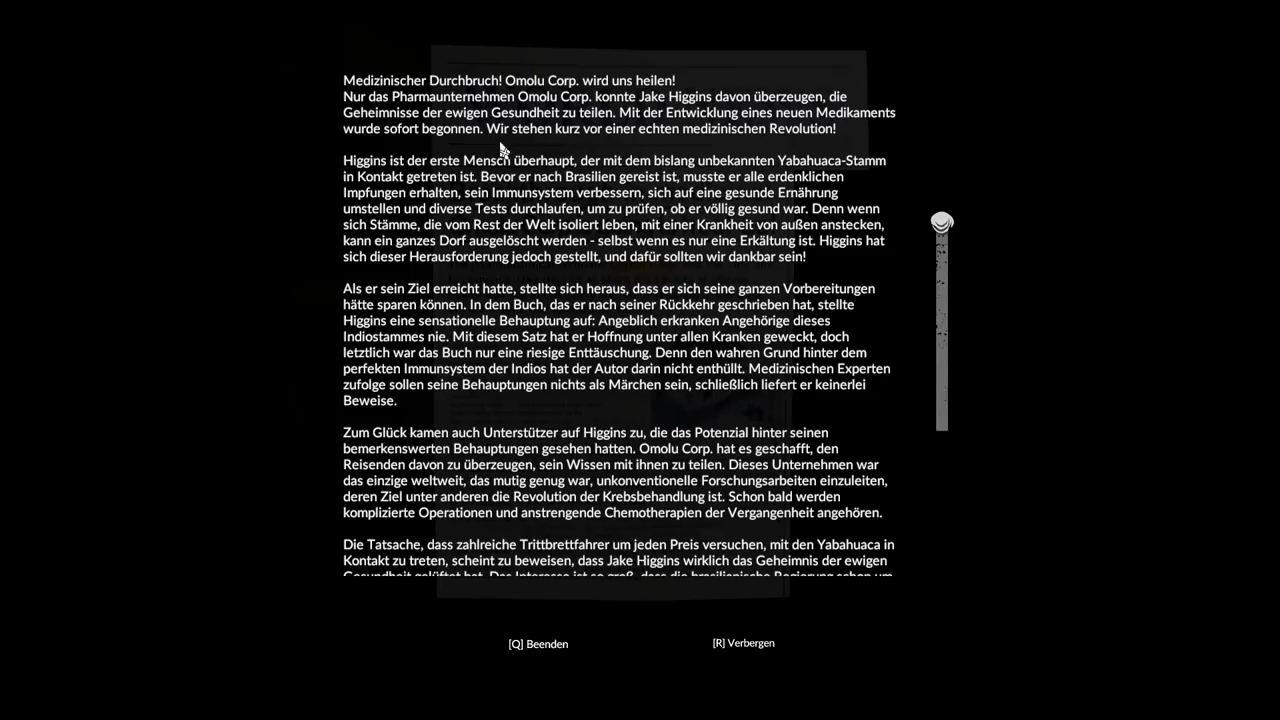 Medizinischer Durchbruch! Omolu Corp. wird uns heilen!
Nur das Pharmaunternehmen Omolu Corp. konnte Jake Higgins davon überzeugen, die
Geheimnisse der ewigen Gesundheit zu teilen. Mit der Entwicklung eines neuen Medikaments
wurde sofort begonnen. Wir stehen kurz vor einer echten medizinischen Revolution!
Higgins ist der erste Mensch überhaupt, der mit dem bislang unbekannten Yabahuaca-Stamm
in Kontakt getreten ist. Bevor er nach Brasilien gereist ist, musste er alle erdenklichen
Impfungen erhalten, sein Immunsystem verbessern, sich auf eine gesunde Ernährung
umstellen und diverse Tests durchlaufen, um zu prüfen, ob er völlig gesund war. Denn wenn
sich Stämme, die vom Rest der Welt isoliert leben, mit einer Krankheit von außen anstecken,
kann ein ganzes Dorf ausgelöscht werden - selbst wenn es nur eine Erkältung ist. Higgins hat
sich dieser Herausforderung jedoch gestellt, und dafür sollten wir dankbar sein!
Als er sein Ziel erreicht hatte, stellte sich heraus, dass er sich seine ganzen Vorbereitungen
hätte sparen können. In dem Buch, das er nach seiner Rückkehr geschrieben hat, stellte
Higgins eine sensationelle Behauptung auf: Angeblich erkranken Angehörige dieses
Indiostammes nie. Mit diesem Satz hat er Hoffnung unter allen Kranken geweckt, doch
letztlich war das Buch nur eine riesige Enttäuschung. Denn den wahren Grund hinter dem
perfekten Immunsystem der Indios hat der Autor darin nicht enthüllt. Medizinischen Experten
zufolge sollen seine Behauptungen nichts als Märchen sein, schließlich liefert er keinerlei
Beweise.
Zum Glück kamen auch Unterstützer auf Higgins zu, die das Potenzial hinter seinen
bemerkenswerten Behauptungen gesehen hatten. Omolu Corp. hat es geschafft, den
Reisenden davon zu überzeugen, sein Wissen mit ihnen zu teilen. Dieses Unternehmen war
das einzige weltweit, das mutig genug war, unkonventionelle Forschungsarbeiten einzuleiten,
deren Ziel unter anderen die Revolution der Krebsbehandlung ist. Schon bald werden
komplizierte Operationen und anstrengende Chemotherapien der Vergangenheit angehören.
Die Tatsache, dass zahlreiche Trittbrettfahrer um jeden Preis versuchen, mit den Yabahuaca in
Kontakt zu treten, scheint zu beweisen, dass Jake Higgins wirklich das Geheimnis der ewigen
Gesundheit gelüftet hat. Das Interesse ist so groß, dass die brasilianische Regierung schon um
[Q] Beenden
[R] Verbergen